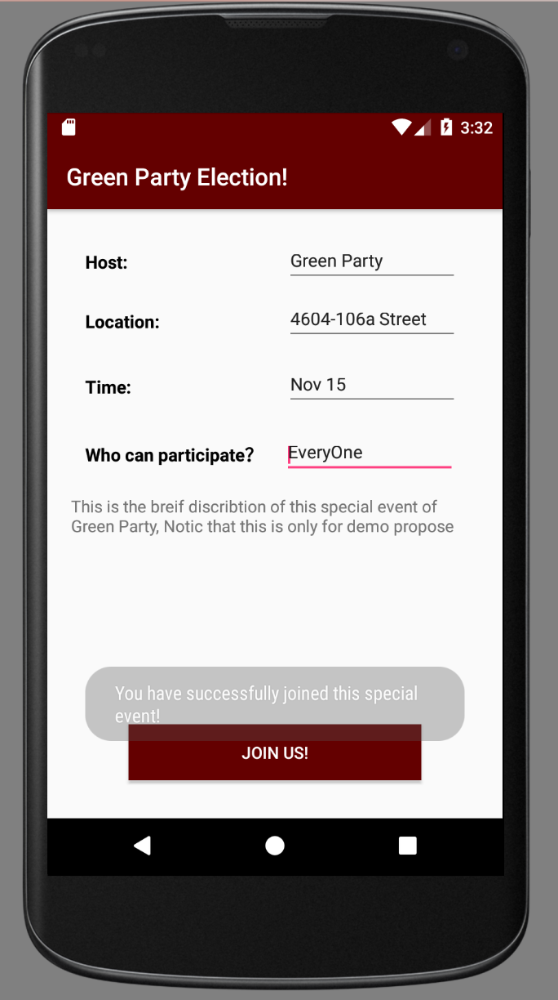 3:32
Green Party Election!
Host: Green Party
Location: 4604-106a Street
Time: Nov 15
Who can participate? EveryOne
This is the breif discribtion of this special event of
Green Party, Notic that this is only for demo propose
You have successfully joined this special
event!
JOIN US!